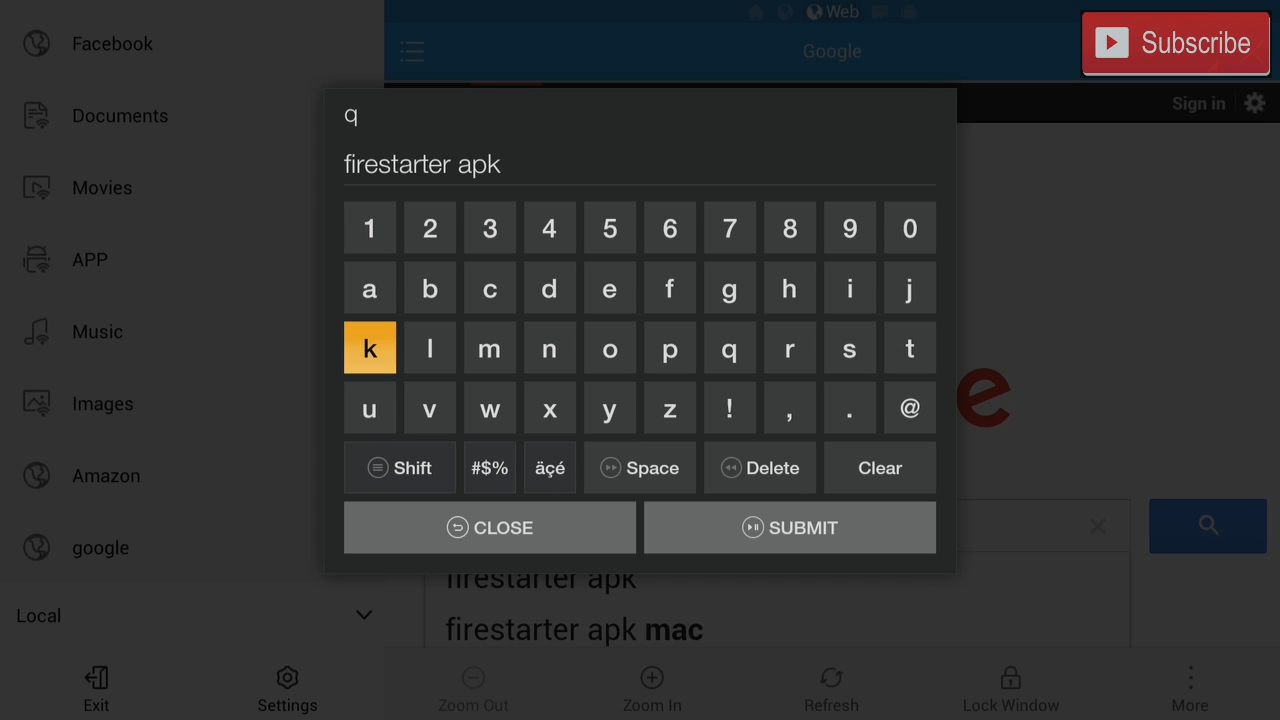 Facebook
Documents
Movies
APP
Music
Images
Amazon
google
Local
Exit
Settings
Web
Google
Subscribe
Sign in
q
firestarter apk
1 2 3 4 5 6 7 8 9 0
a b c d e f g h i j
k l m n o p q r s t
u v w x y z ! , . @
Shift #$% äçé Space Delete Clear
CLOSE SUBMIT
e
firestarter apk
firestarter apk mac
Zoom Out
Zoom In
Refresh
Lock Window
More